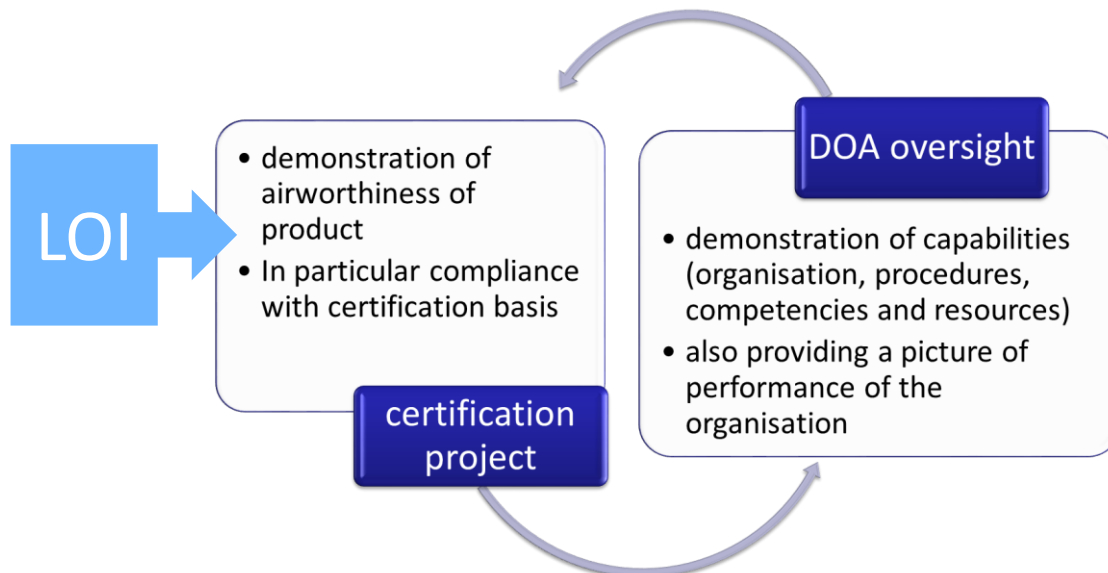 LOI
• demonstration of
airworthiness of
product
• In particular compliance
with certification basis
certification
project
DOA oversight
• demonstration of capabilities
(organisation, procedures,
competencies and resources)
• also providing a picture of
performance of the
organisation